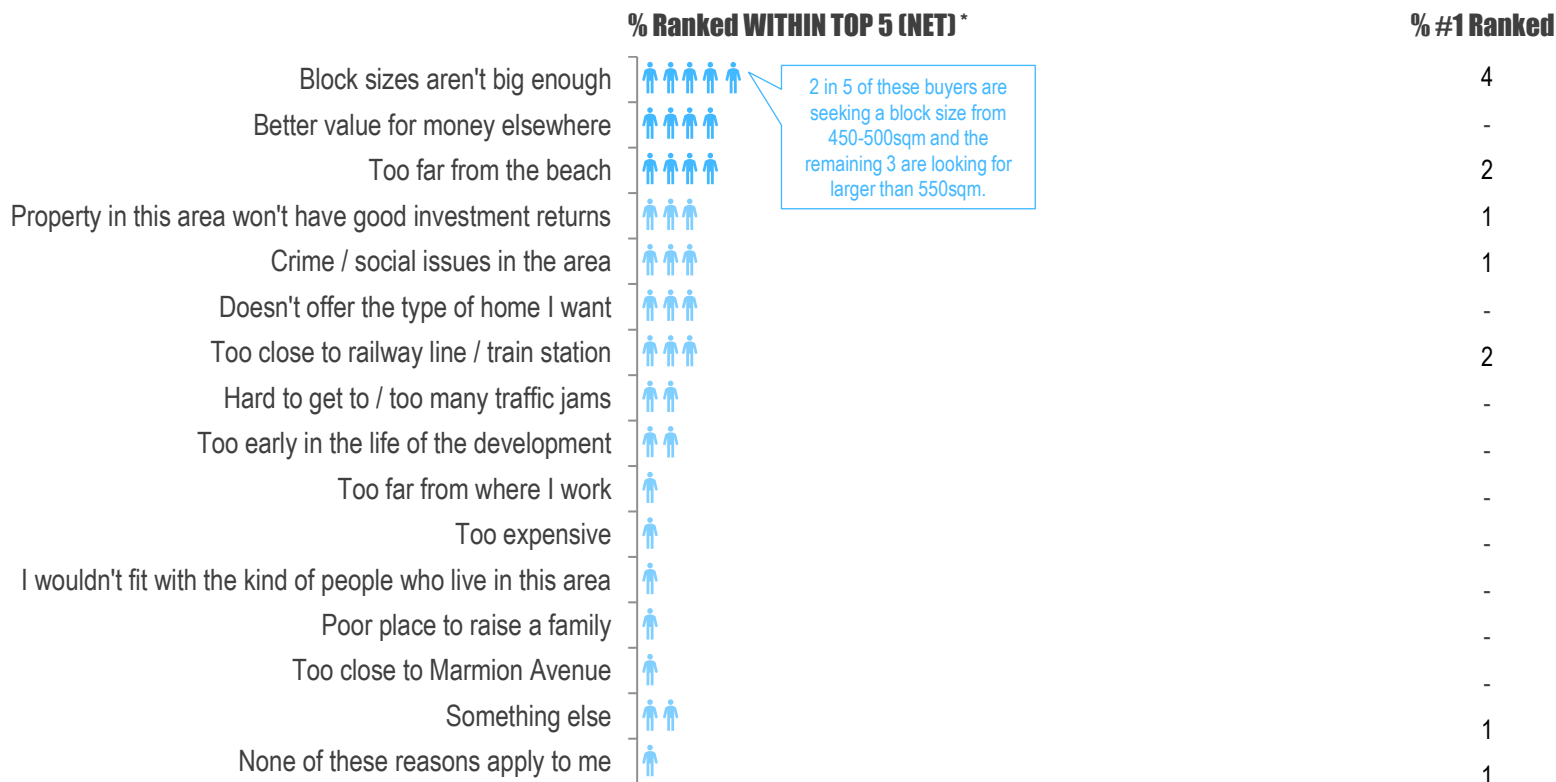 % Ranked WITHIN TOP 5 (NET) * % #1 Ranked
Block sizes aren't big enough 4
2 in 5 of these buyers are
seeking a block size from
450-500sqm and the
remaining 3 are looking for
larger than 550sqm.
Better value for money elsewhere -
Too far from the beach 2
Property in this area won't have good investment returns 1
Crime / social issues in the area 1
Doesn't offer the type of home I want -
Too close to railway line / train station 2
Hard to get to / too many traffic jams -
Too early in the life of the development -
Too far from where I work -
Too expensive -
I wouldn't fit with the kind of people who live in this area -
Poor place to raise a family -
Too close to Marmion Avenue -
Something else 1
None of these reasons apply to me 1